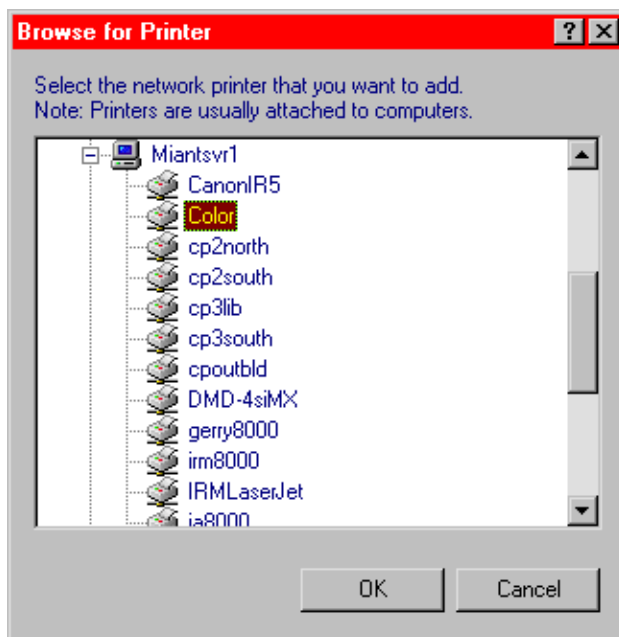 Browse for Printer
Select the network printer that you want to add.
Note: Printers are usually attached to computers.
Miantsvr1
CanonIR5
Color
cp2north
cp2south
cp3lib
cp3south
cpoutbld
DMD-4siMX
gerry8000
irm8000
IRMLaserJet
ja8000
OK
Cancel